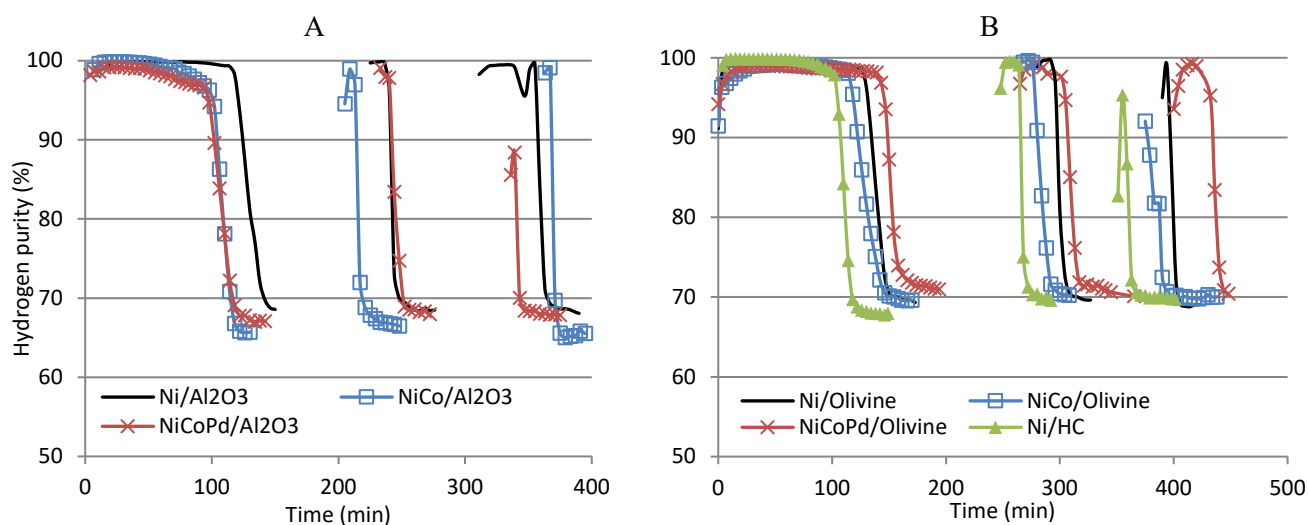 A
Hydrogen purity (%)
100
90
80
70
60
50
0
100
200
300
400
Time (min)
Ni/Al2O3
NiCo/Al2O3
NiCoPd/Al2O3
B
100
90
80
70
60
50
0
100
200
300
400
500
Time (min)
Ni/Olivine
NiCo/Olivine
NiCoPd/Olivine
Ni/HC